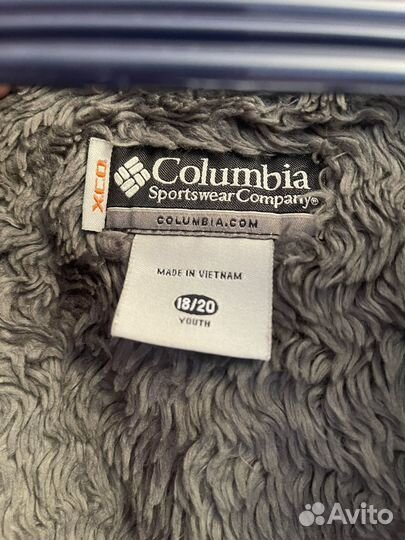 XCO
Columbia
Sportswear Company®
COLUMBIA.COM
MADE IN VIETNAM
18/20
YOUTH
Avito